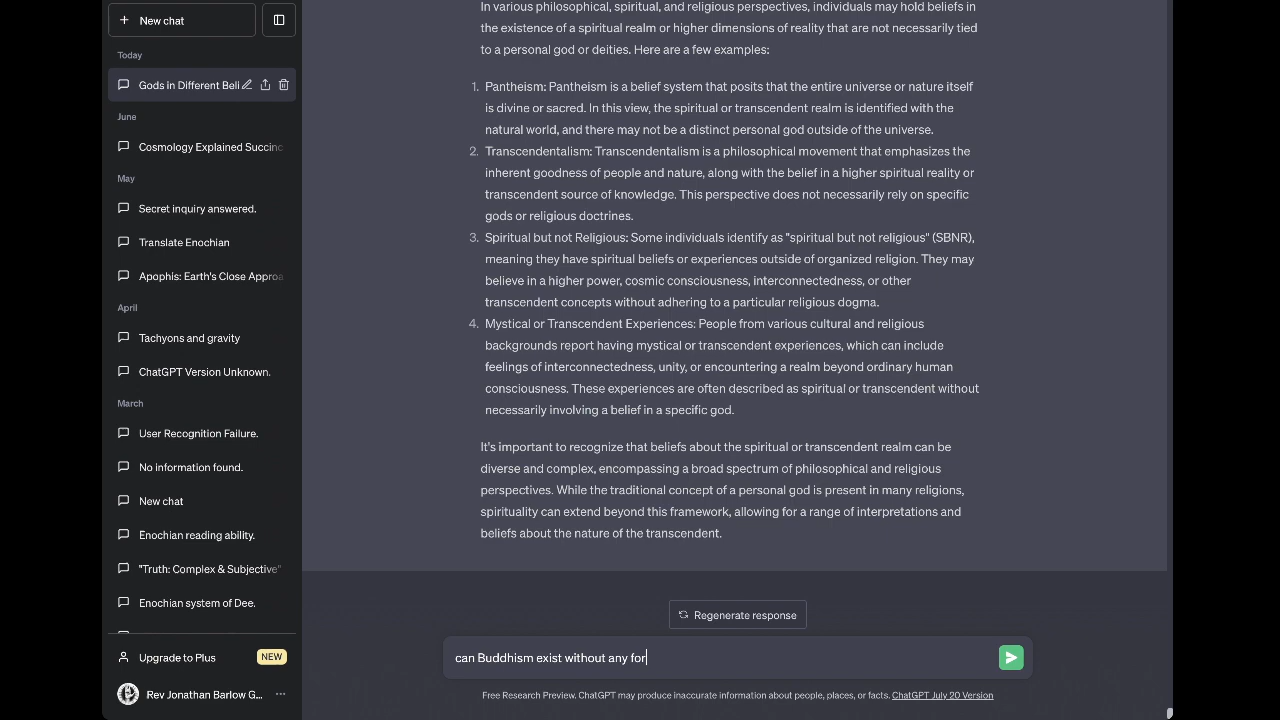 New chat
Today
Gods in Different Beli
June
Cosmology Explained Succinc
May
Secret inquiry answered.
Translate Enochian
Apophis: Earth's Close Approa
April
Tachyons and gravity
ChatGPT Version Unknown.
March
User Recognition Failure.
No information found.
New chat
Enochian reading ability.
"Truth: Complex & Subjective"
Enochian system of Dee.
Upgrade to Plus NEW
Rev Jonathan Barlow G...
In various philosophical, spiritual, and religious perspectives, individuals may hold beliefs in
the existence of a spiritual realm or higher dimensions of reality that are not necessarily tied
to a personal god or deities. Here are a few examples:
1. Pantheism: Pantheism is a belief system that posits that the entire universe or nature itself
is divine or sacred. In this view, the spiritual or transcendent realm is identified with the
natural world, and there may not be a distinct personal god outside of the universe.
2. Transcendentalism: Transcendentalism is a philosophical movement that emphasizes the
inherent goodness of people and nature, along with the belief in a higher spiritual reality or
transcendent source of knowledge. This perspective does not necessarily rely on specific
gods or religious doctrines.
3. Spiritual but not Religious: Some individuals identify as "spiritual but not religious" (SBNR),
meaning they have spiritual beliefs or experiences outside of organized religion. They may
believe in a higher power, cosmic consciousness, interconnectedness, or other
transcendent concepts without adhering to a particular religious dogma.
4. Mystical or Transcendent Experiences: People from various cultural and religious
backgrounds report having mystical or transcendent experiences, which can include
feelings of interconnectedness, unity, or encountering a realm beyond ordinary human
consciousness. These experiences are often described as spiritual or transcendent without
necessarily involving a belief in a specific god.
It's important to recognize that beliefs about the spiritual or transcendent realm can be
diverse and complex, encompassing a broad spectrum of philosophical and religious
perspectives. While the traditional concept of a personal god is present in many religions,
spirituality can extend beyond this framework, allowing for a range of interpretations and
beliefs about the nature of the transcendent.
Regenerate response
can Buddhism exist without any for
Free Research Preview. ChatGPT may produce inaccurate information about people, places, or facts. ChatGPT July 20 Version